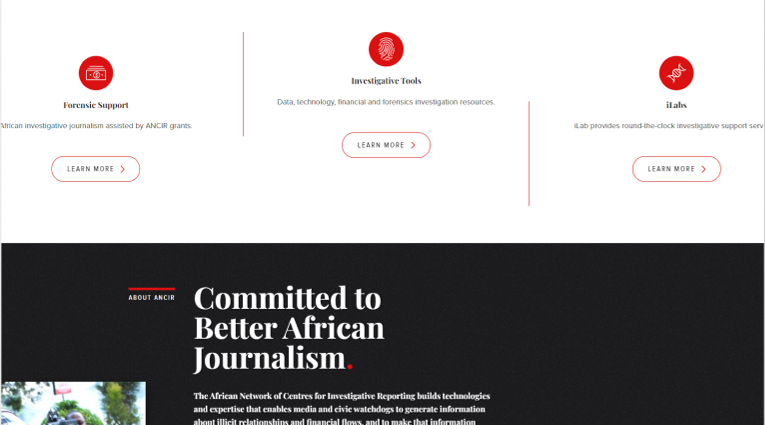 Forensic Support
African investigative journalism assisted by ANCIR grants.
LEARN MORE
Investigative Tools
Data, technology, financial and forensics investigation resources.
LEARN MORE
iLabs
iLab provides round-the-clock investigative support serv
LEARN MORE
ABOUT ANCIR
Committed to
Better African
Journalism.
The African Network of Centres for Investigative Reporting builds technologies
and expertise that enables media and civic watchdogs to generate information
about illicit relationships and financial flows, and to make that information